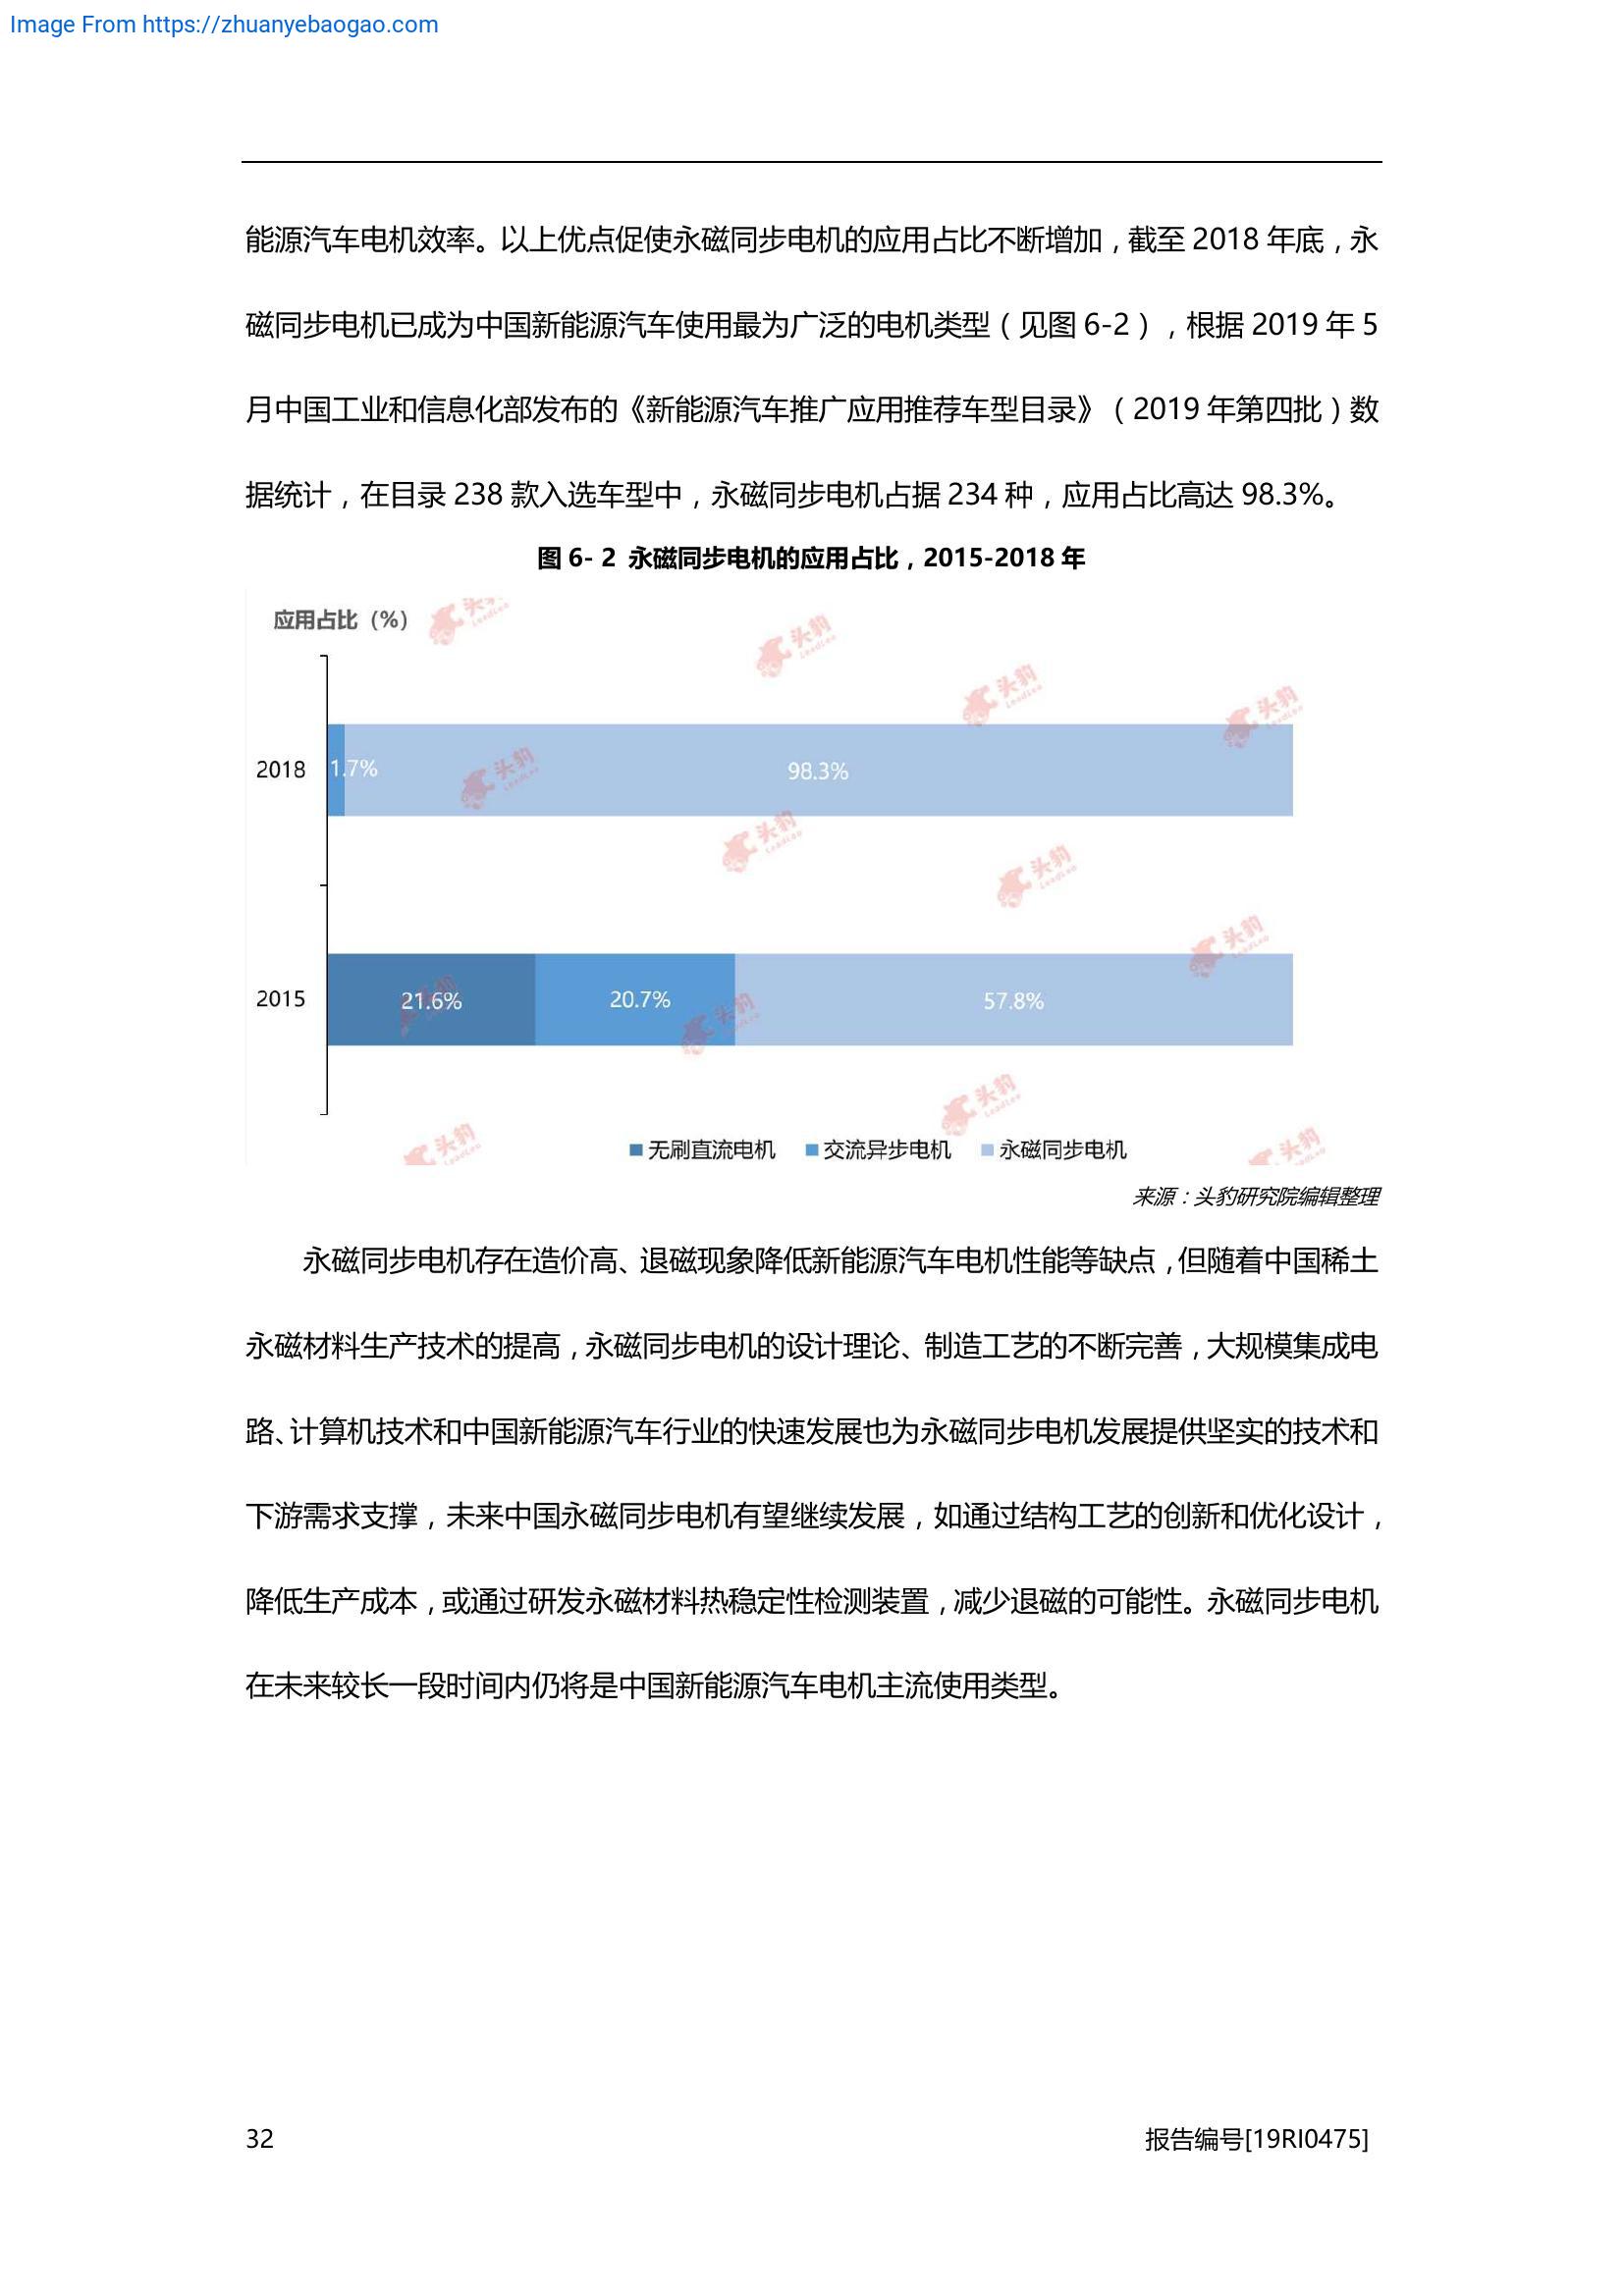 Image From https://zhuanyebaogao.com
能源汽车电机效率。以上优点促使永磁同步电机的应用占比不断增加，截至 2018 年底，永
磁同步电机已成为中国新能源汽车使用最为广泛的电机类型（见图 6-2），根据 2019 年 5
月中国工业和信息化部发布的《新能源汽车推广应用推荐车型目录》（2019 年第四批）数
据统计，在目录 238 款入选车型中，永磁同步电机占据 234 种，应用占比高达 98.3%。
图 6- 2 永磁同步电机的应用占比，2015-2018 年
应用占比（%）
2018 1.7% 98.3%
2015 21.6% 20.7% 57.8%
无刷直流电机 交流异步电机 永磁同步电机
头豹
LeadLeo
来源：头豹研究院编辑整理
永磁同步电机存在造价高、退磁现象降低新能源汽车电机性能等缺点，但随着中国稀土
永磁材料生产技术的提高，永磁同步电机的设计理论、制造工艺的不断完善，大规模集成电
路、计算机技术和中国新能源汽车行业的快速发展也为永磁同步电机发展提供坚实的技术和
下游需求支撑，未来中国永磁同步电机有望继续发展，如通过结构工艺的创新和优化设计，
降低生产成本，或通过研发永磁材料热稳定性检测装置，减少退磁的可能性。永磁同步电机
在未来较长一段时间内仍将是中国新能源汽车电机主流使用类型。
32 报告编号[19RI0475]